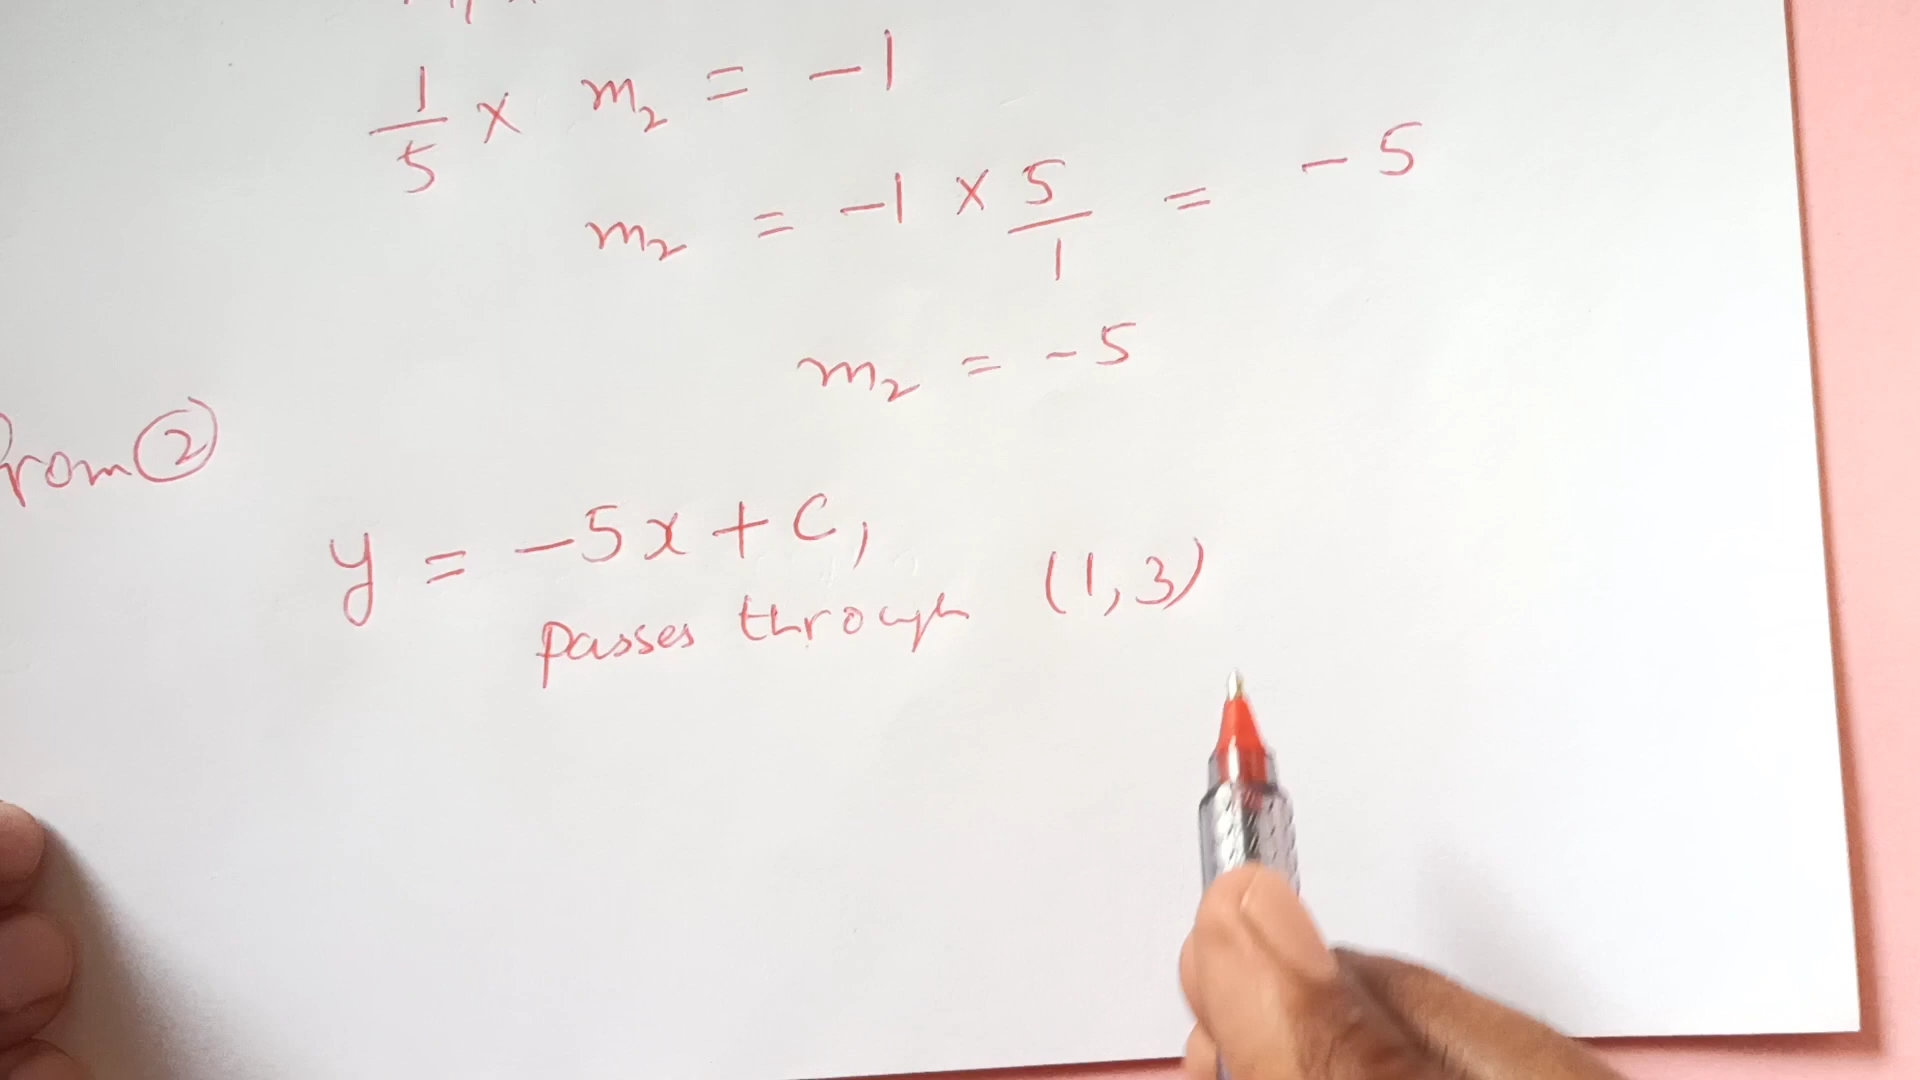 1/5 × m₂ = -1
m₂ = -1 × 5/1 = -5
m₂ = -5
From ②
y = -5x + c,
passes through (1,3)